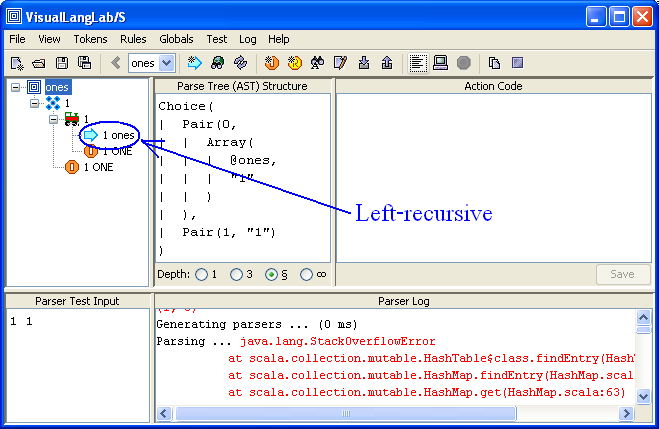 VisualLangLab/S
File View Tokens Rules Globals Test Log Help
ones
ones
1
1
1 ones
1 ONE
1 ONE
Parse Tree (AST) Structure
Choice(
| Pair(0,
| | Array(
| | | @ones,
| | | "1"
| | )
| ),
| Pair(1, "1")
)
Depth: 1 3 § ∞
Action Code
Left-recursive
Save
Parser Test Input
1 1
Parser Log
Generating parsers ... (0 ms)
Parsing ... java.lang.StackOverflowError
at scala.collection.mutable.HashTable$class.findEntry(Hash
at scala.collection.mutable.HashMap.findEntry(HashMap.scal
at scala.collection.mutable.HashMap.get(HashMap.scala:63)